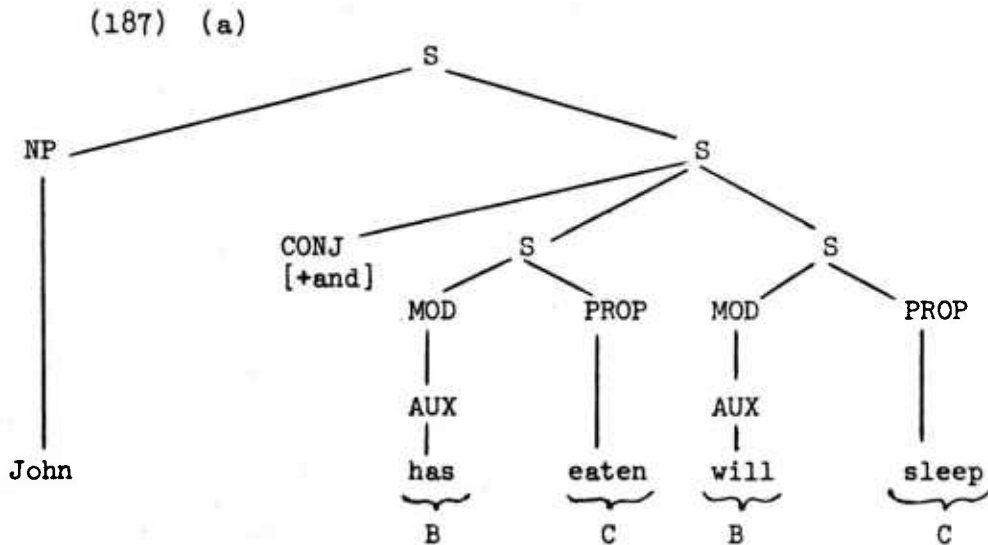 (187) (a)
S
NP S
CONJ S S
[+and]
MOD PROP MOD PROP
AUX AUX
John has eaten will sleep
B C B C